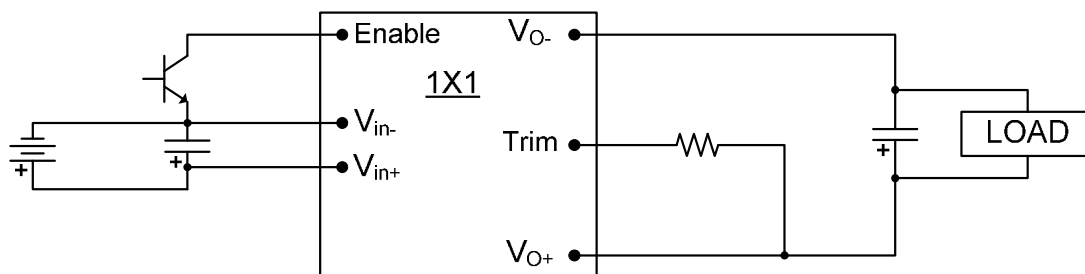 Enable
Vin-
Vin+
1X1
VO-
Trim
VO+
+
+
+
LOAD